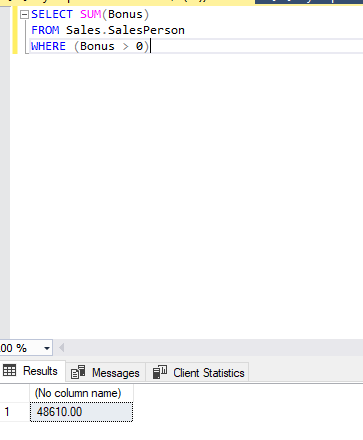 SELECT SUM(Bonus)
FROM Sales.SalesPerson
WHERE (Bonus > 0)
00 %
Results Messages Client Statistics
(No column name)
1 48610.00